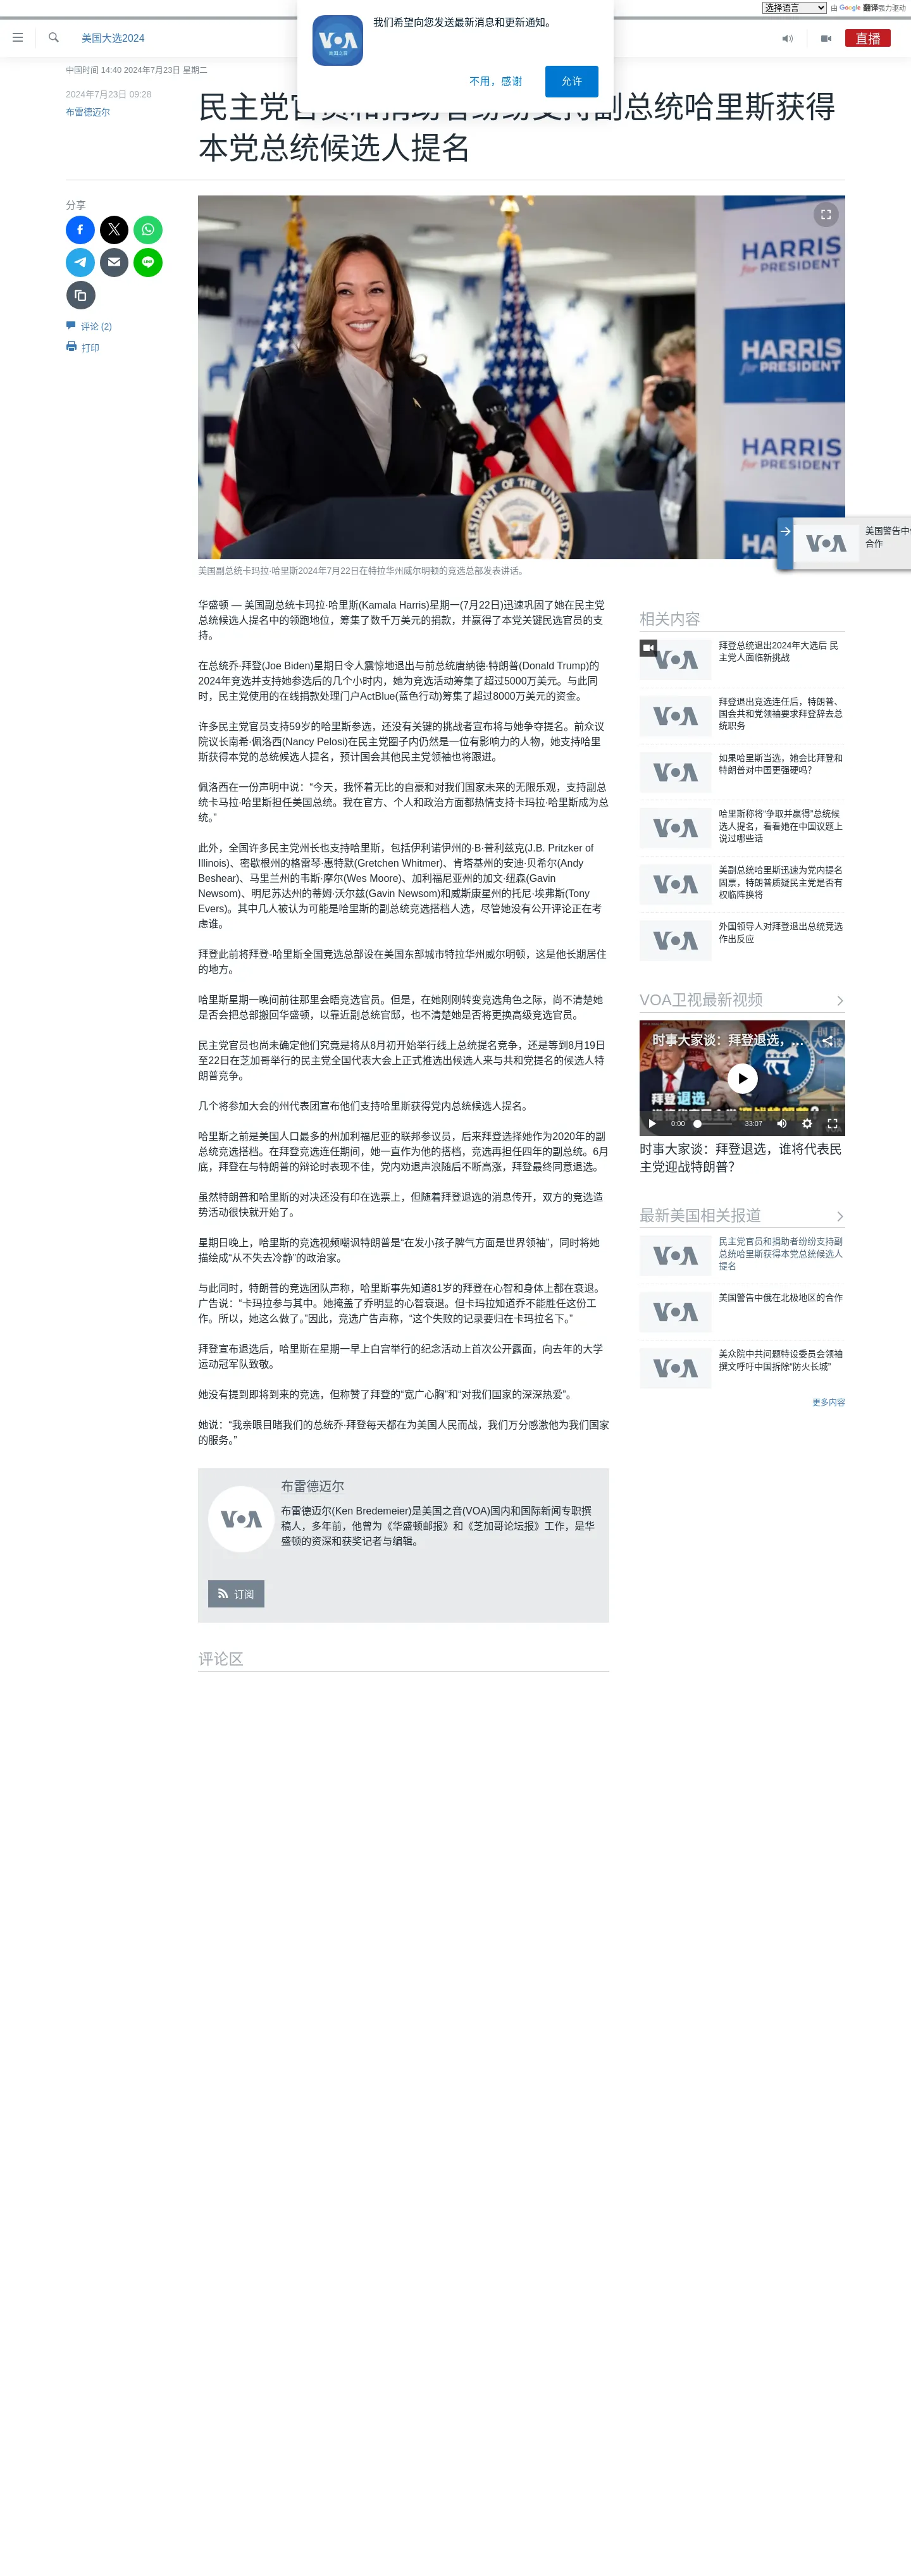 选择语言 由 Google 翻译强力驱动
美国大选2024
直播
VOA
美国之音
我们希望向您发送最新消息和更新通知。
不用，感谢
允许
中国时间 14:40 2024年7月23日 星期二
2024年7月23日 09:28
布雷德迈尔
民主党官员和捐助者纷纷支持副总统哈里斯获得
本党总统候选人提名
分享
评论 (2)
打印
HARRIS
for PRESIDENT
HARRIS
for PRESIDENT
HARRIS
for PRESIDENT
美国副总统卡玛拉·哈里斯2024年7月22日在特拉华州威尔明顿的竞选总部发表讲话。
VOA
美国警告中
合作
华盛顿 — 美国副总统卡玛拉·哈里斯(Kamala Harris)星期一(7月22日)迅速巩固了她在民主党
总统候选人提名中的领跑地位，筹集了数千万美元的捐款，并赢得了本党关键民选官员的支
持。
在总统乔·拜登(Joe Biden)星期日令人震惊地退出与前总统唐纳德·特朗普(Donald Trump)的
2024年竞选并支持她参选后的几个小时内，她为竞选活动筹集了超过5000万美元。与此同
时，民主党使用的在线捐款处理门户ActBlue(蓝色行动)筹集了超过8000万美元的资金。
许多民主党官员支持59岁的哈里斯参选，还没有关键的挑战者宣布将与她争夺提名。前众议
院议长南希·佩洛西(Nancy Pelosi)在民主党圈子内仍然是一位有影响力的人物，她支持哈里
斯获得本党的总统候选人提名，预计国会其他民主党领袖也将跟进。
佩洛西在一份声明中说：“今天，我怀着无比的自豪和对我们国家未来的无限乐观，支持副总
统卡马拉·哈里斯担任美国总统。我在官方、个人和政治方面都热情支持卡玛拉·哈里斯成为总
统。”
此外，全国许多民主党州长也支持哈里斯，包括伊利诺伊州的·B·普利兹克(J.B. Pritzker of
Illinois)、密歇根州的格雷琴·惠特默(Gretchen Whitmer)、肯塔基州的安迪·贝希尔(Andy
Beshear)、马里兰州的韦斯·摩尔(Wes Moore)、加利福尼亚州的加文·纽森(Gavin
Newsom)、明尼苏达州的蒂姆·沃尔兹(Gavin Newsom)和威斯康星州的托尼·埃弗斯(Tony
Evers)。其中几人被认为可能是哈里斯的副总统竞选搭档人选，尽管她没有公开评论正在考
虑谁。
拜登此前将拜登-哈里斯全国竞选总部设在美国东部城市特拉华州威尔明顿，这是他长期居住
的地方。
哈里斯星期一晚间前往那里会晤竞选官员。但是，在她刚刚转变竞选角色之际，尚不清楚她
是否会把总部搬回华盛顿，以靠近副总统官邸，也不清楚她是否将更换高级竞选官员。
民主党官员也尚未确定他们究竟是将从8月初开始举行线上总统提名竞争，还是等到8月19日
至22日在芝加哥举行的民主党全国代表大会上正式推选出候选人来与共和党提名的候选人特
朗普竞争。
几个将参加大会的州代表团宣布他们支持哈里斯获得党内总统候选人提名。
哈里斯之前是美国人口最多的州加利福尼亚的联邦参议员，后来拜登选择她作为2020年的副
总统竞选搭档。在拜登竞选连任期间，她一直作为他的搭档，竞选再担任四年的副总统。6月
底，拜登在与特朗普的辩论时表现不佳，党内劝退声浪随后不断高涨，拜登最终同意退选。
虽然特朗普和哈里斯的对决还没有印在选票上，但随着拜登退选的消息传开，双方的竞选造
势活动很快就开始了。
星期日晚上，哈里斯的竞选视频嘲讽特朗普是“在发小孩子脾气方面是世界领袖”，同时将她
描绘成“从不失去冷静”的政治家。
与此同时，特朗普的竞选团队声称，哈里斯事先知道81岁的拜登在心智和身体上都在衰退。
广告说：“卡玛拉参与其中。她掩盖了乔明显的心智衰退。但卡玛拉知道乔不能胜任这份工
作。所以，她这么做了。”因此，竞选广告声称，“这个失败的记录要归在卡玛拉名下。”
拜登宣布退选后，哈里斯在星期一早上白宫举行的纪念活动上首次公开露面，向去年的大学
运动冠军队致敬。
她没有提到即将到来的竞选，但称赞了拜登的“宽广心胸”和“对我们国家的深深热爱”。
她说：“我亲眼目睹我们的总统乔·拜登每天都在为美国人民而战，我们万分感激他为我们国家
的服务。”
VOA
布雷德迈尔
布雷德迈尔(Ken Bredemeier)是美国之音(VOA)国内和国际新闻专职撰
稿人，多年前，他曾为《华盛顿邮报》和《芝加哥论坛报》工作，是华
盛顿的资深和获奖记者与编辑。
订阅
评论区
相关内容
VOA
拜登总统退出2024年大选后 民
主党人面临新挑战
VOA
拜登退出竞选连任后，特朗普、
国会共和党领袖要求拜登辞去总
统职务
VOA
如果哈里斯当选，她会比拜登和
特朗普对中国更强硬吗？
VOA
哈里斯称将“争取并赢得”总统候
选人提名，看看她在中国议题上
说过哪些话
VOA
美副总统哈里斯迅速为党内提名
固票，特朗普质疑民主党是否有
权临阵换将
VOA
外国领导人对拜登退出总统竞选
作出反应
VOA卫视最新视频
时事大家谈：拜登退选，...
拜登退选，
0:00 33:07
时事大家谈：拜登退选，谁将代表民
主党迎战特朗普？
最新美国相关报道
VOA
民主党官员和捐助者纷纷支持副
总统哈里斯获得本党总统候选人
提名
VOA
美国警告中俄在北极地区的合作
VOA
美众院中共问题特设委员会领袖
撰文呼吁中国拆除“防火长城”
更多内容